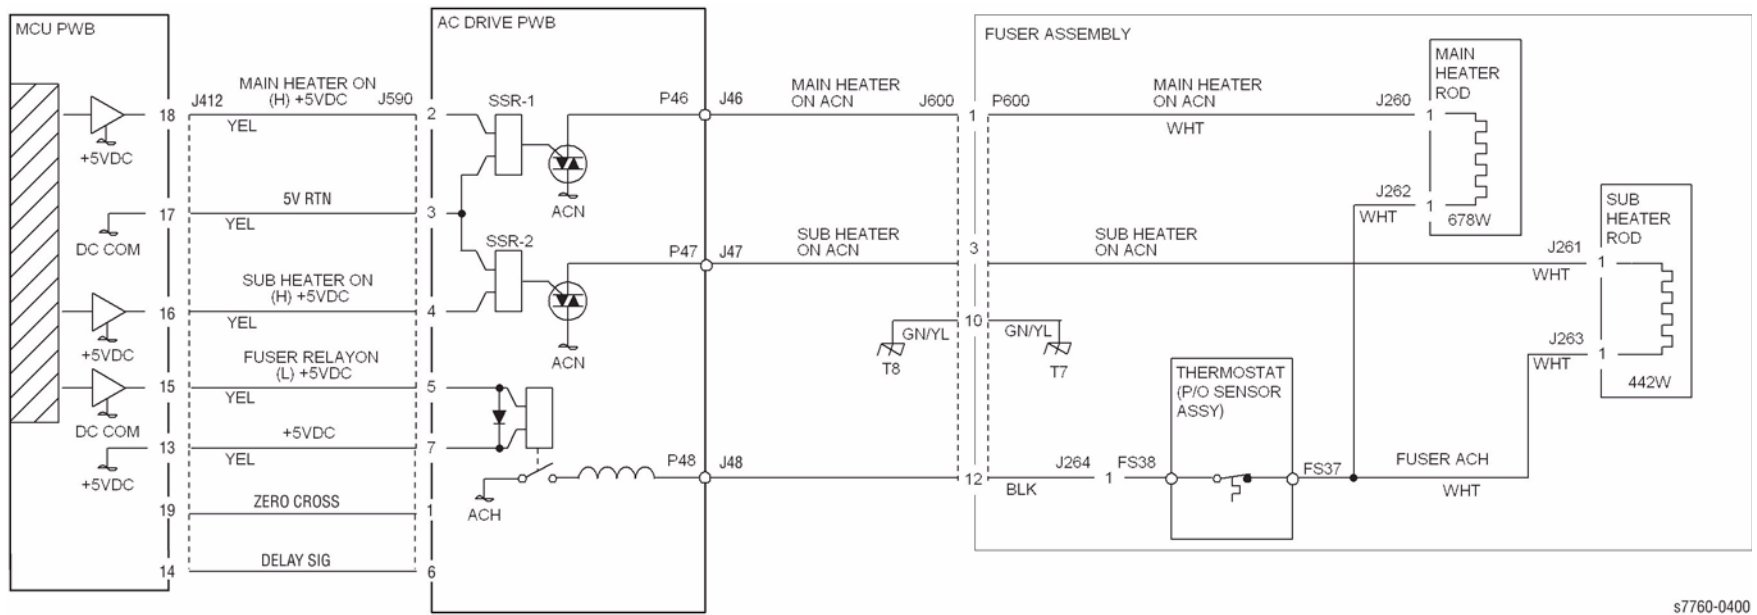 MCU PWB
AC DRIVE PWB
FUSER ASSEMBLY
MAIN HEATER ON
(H) +5VDC
J412
J590
18
YEL
2
+5VDC
5V RTN
17
YEL
3
DC COM
SUB HEATER ON
(H) +5VDC
16
YEL
4
+5VDC
FUSER RELAYON
(L) +5VDC
15
YEL
5
DC COM
+5VDC
13
YEL
7
+5VDC
ZERO CROSS
19
1
DELAY SIG
14
6
SSR-1
ACN
SSR-2
ACN
ACH
P46
J46
P47
J47
P48
J48
MAIN HEATER
ON ACN
J600
P600
1
MAIN HEATER
ON ACN
WHT
J260
1
MAIN
HEATER
ROD
J262
1
WHT
678W
SUB HEATER
ON ACN
3
SUB HEATER
ON ACN
J261
1
WHT
SUB
HEATER
ROD
J263
1
WHT
442W
GN/YL
10
GN/YL
T8
T7
THERMOSTAT
(P/O SENSOR
ASSY)
12
BLK
J264
1
FS38
FS37
FUSER ACH
WHT
s7760-0400